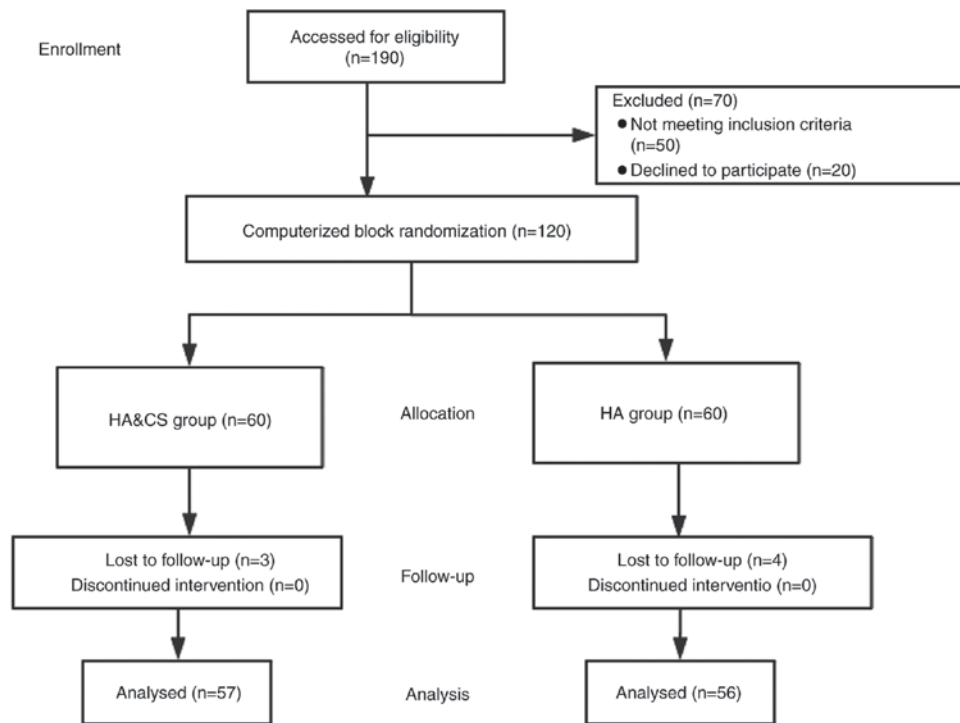 Enrollment
Accessed for eligibility
(n=190)
Excluded (n=70)
● Not meeting inclusion criteria
(n=50)
● Declined to participate (n=20)
Computerized block randomization (n=120)
HA&CS group (n=60)
Allocation
HA group (n=60)
Lost to follow-up (n=3)
Discontinued intervention (n=0)
Follow-up
Lost to follow-up (n=4)
Discontinued interventio (n=0)
Analysed (n=57)
Analysis
Analysed (n=56)